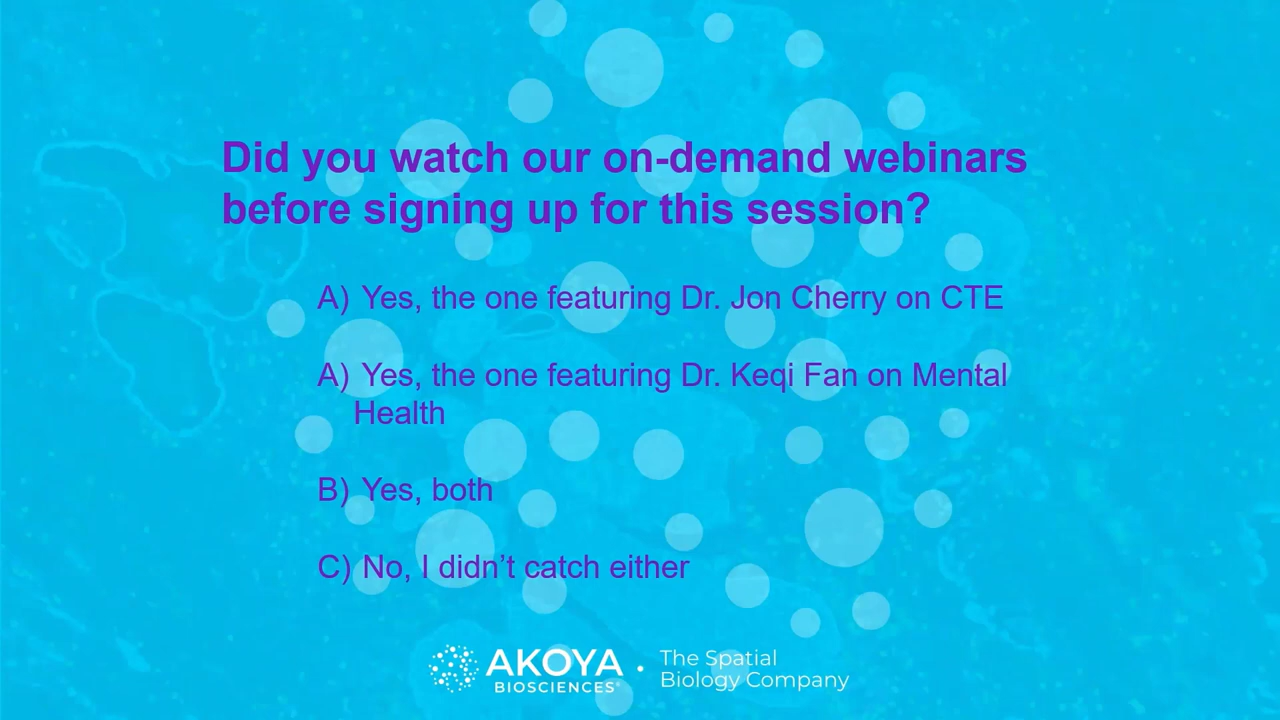 Did you watch our on-demand webinars
before signing up for this session?
A) Yes, the one featuring Dr. Jon Cherry on CTE
A) Yes, the one featuring Dr. Keqi Fan on Mental
Health
B) Yes, both
C) No, I didn’t catch either
AKOYA
BIOSCIENCES®
The Spatial
Biology Company